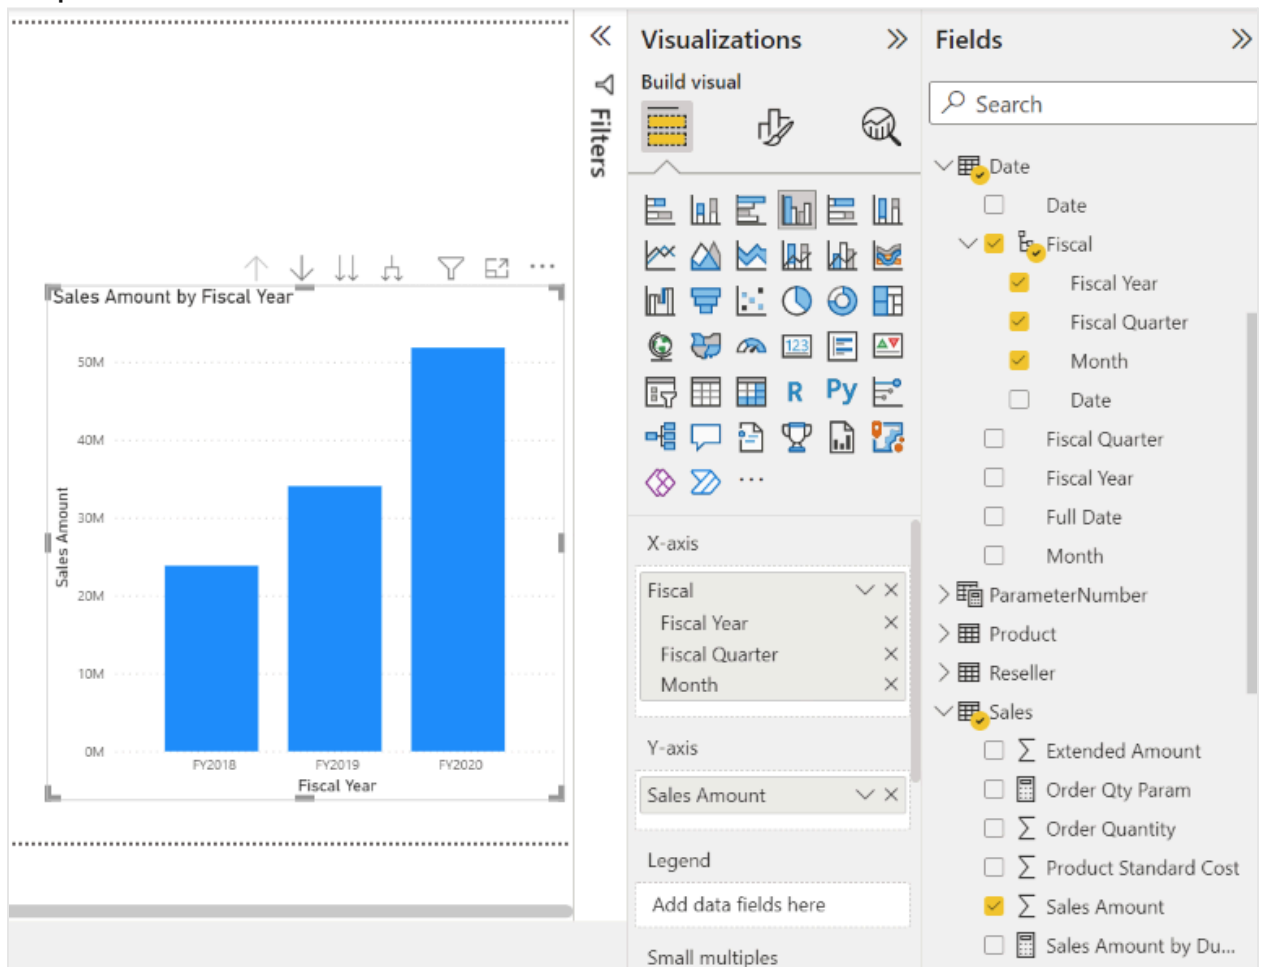 Sales Amount by Fiscal Year
50M
40M
30M
20M
10M
0M
Sales Amount
FY2018
FY2019
FY2020
Fiscal Year
Filters
Visualizations
Build visual
123
R
Py
X-axis
Fiscal
Fiscal Year
Fiscal Quarter
Month
Y-axis
Sales Amount
Legend
Add data fields here
Small multiples
Fields
Search
Date
Date
Fiscal
Fiscal Year
Fiscal Quarter
Month
Date
Fiscal Quarter
Fiscal Year
Full Date
Month
ParameterNumber
Product
Reseller
Sales
Extended Amount
Order Qty Param
Order Quantity
Product Standard Cost
Sales Amount
Sales Amount by Du...